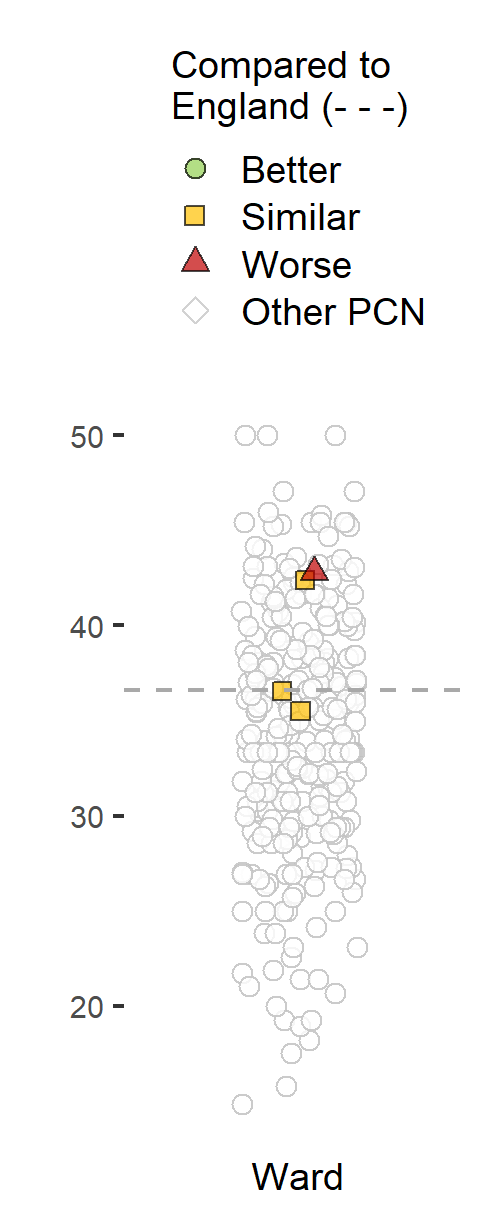 Compared to
England (- - -)
Better
Similar
Worse
Other PCN
50
40
30
20
Ward